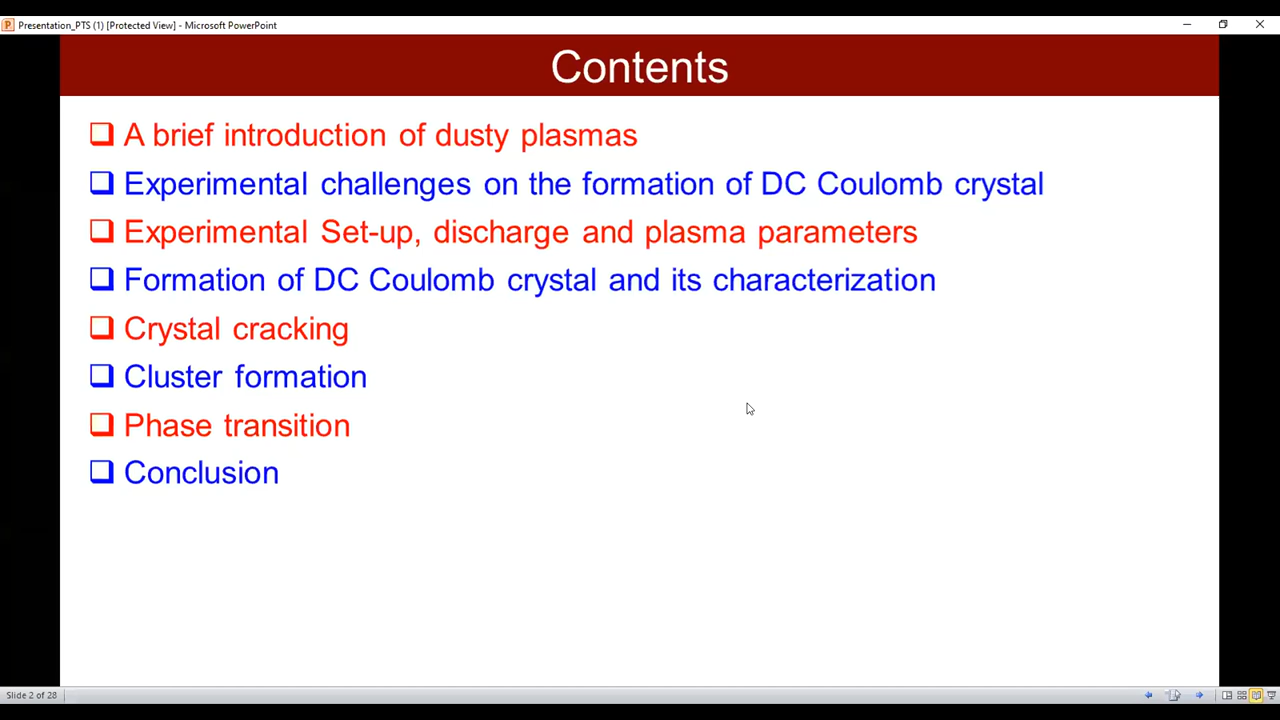 Presentation_PTS (1) [Protected View] - Microsoft PowerPoint
Contents
A brief introduction of dusty plasmas
Experimental challenges on the formation of DC Coulomb crystal
Experimental Set-up, discharge and plasma parameters
Formation of DC Coulomb crystal and its characterization
Crystal cracking
Cluster formation
Phase transition
Conclusion
Slide 2 of 28